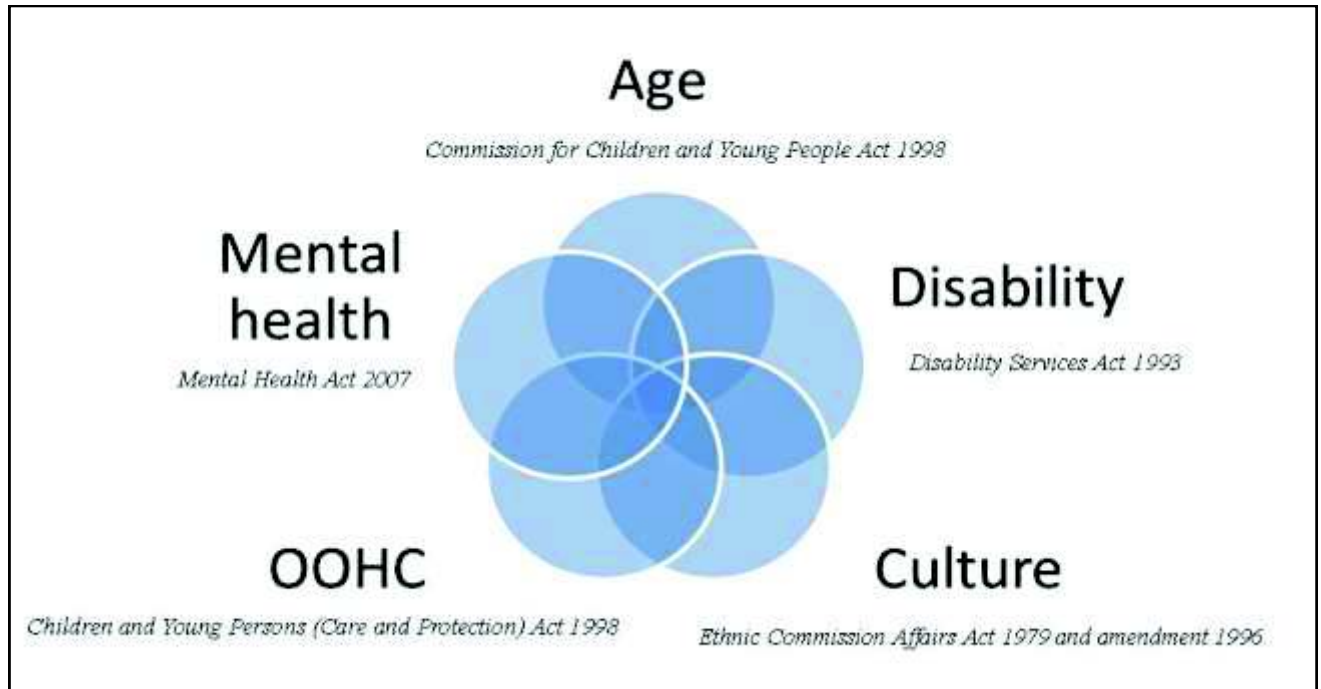 Age
Commission for Children and Young People Act 1998
Mental
health
Mental Health Act 2007
Disability
Disability Services Act 1993
OOHC
Children and Young Persons (Care and Protection) Act 1998
Culture
Ethnic Commission Affairs Act 1979 and amendment 1996